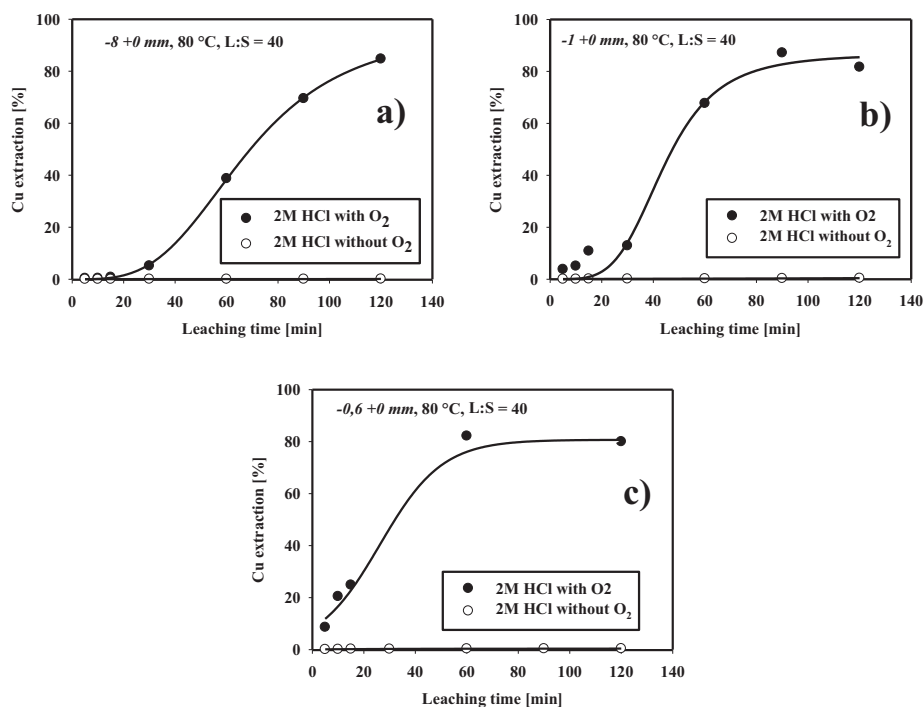 100
80
60
40
20
0
Cu extraction [%]
-8 +0 mm, 80 °C, L:S = 40
a)
2M HCl with O2
2M HCl without O2
0 20 40 60 80 100 120 140
Leaching time [min]
100
80
60
40
20
0
Cu extraction [%]
-1 +0 mm, 80 °C, L:S = 40
b)
2M HCl with O2
2M HCl without O2
0 20 40 60 80 100 120 140
Leaching time [min]
100
80
60
40
20
0
Cu extraction [%]
-0,6 +0 mm, 80 °C, L:S = 40
c)
2M HCl with O2
2M HCl without O2
0 20 40 60 80 100 120 140
Leaching time [min]